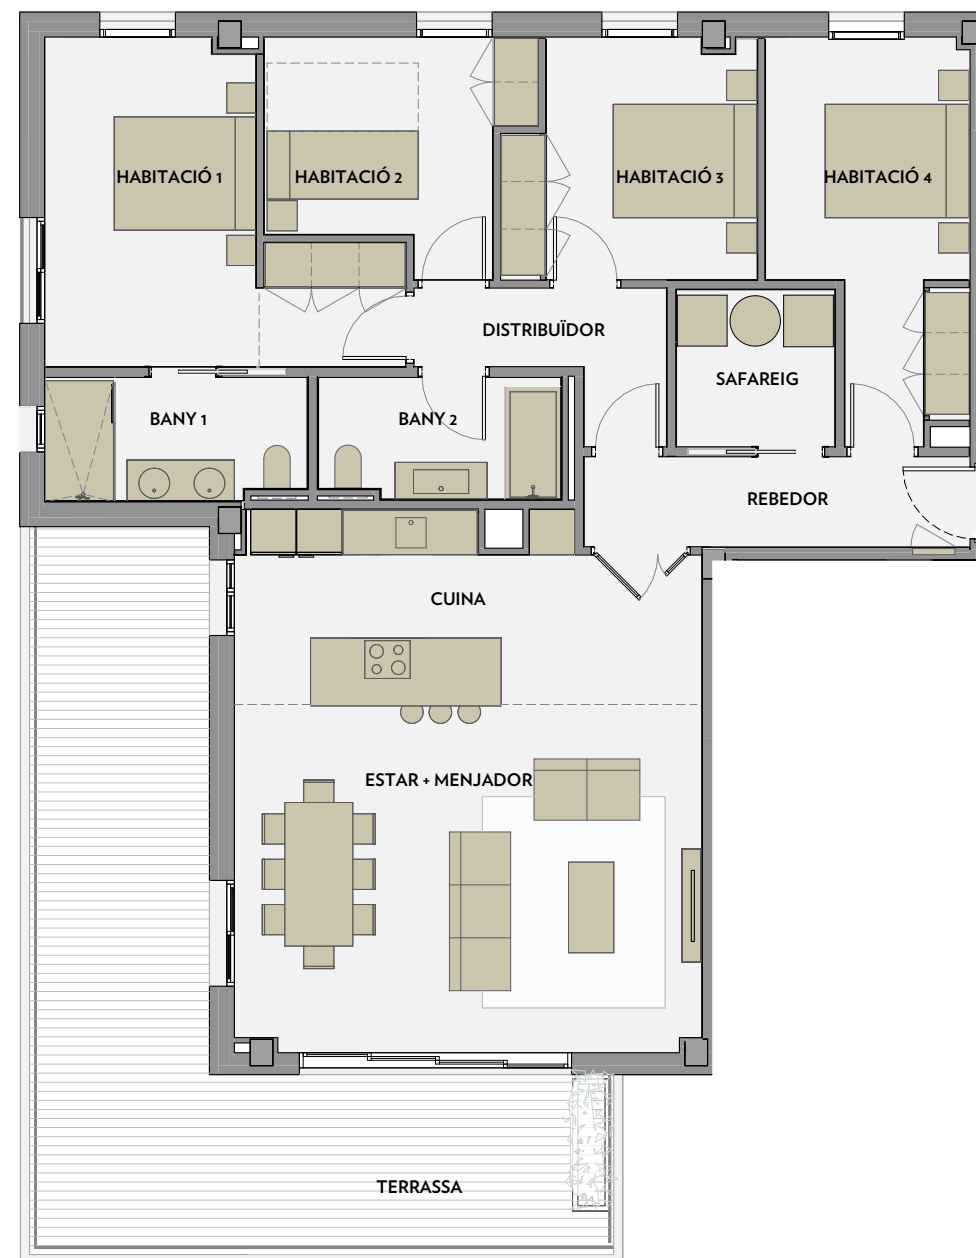 HABITACIÓ 1
HABITACIÓ 2
HABITACIÓ 3
HABITACIÓ 4
DISTRIBUÏDOR
SAFAREIG
BANY 1
BANY 2
REBEDOR
CUINA
ESTAR + MENJADOR
TERRASSA